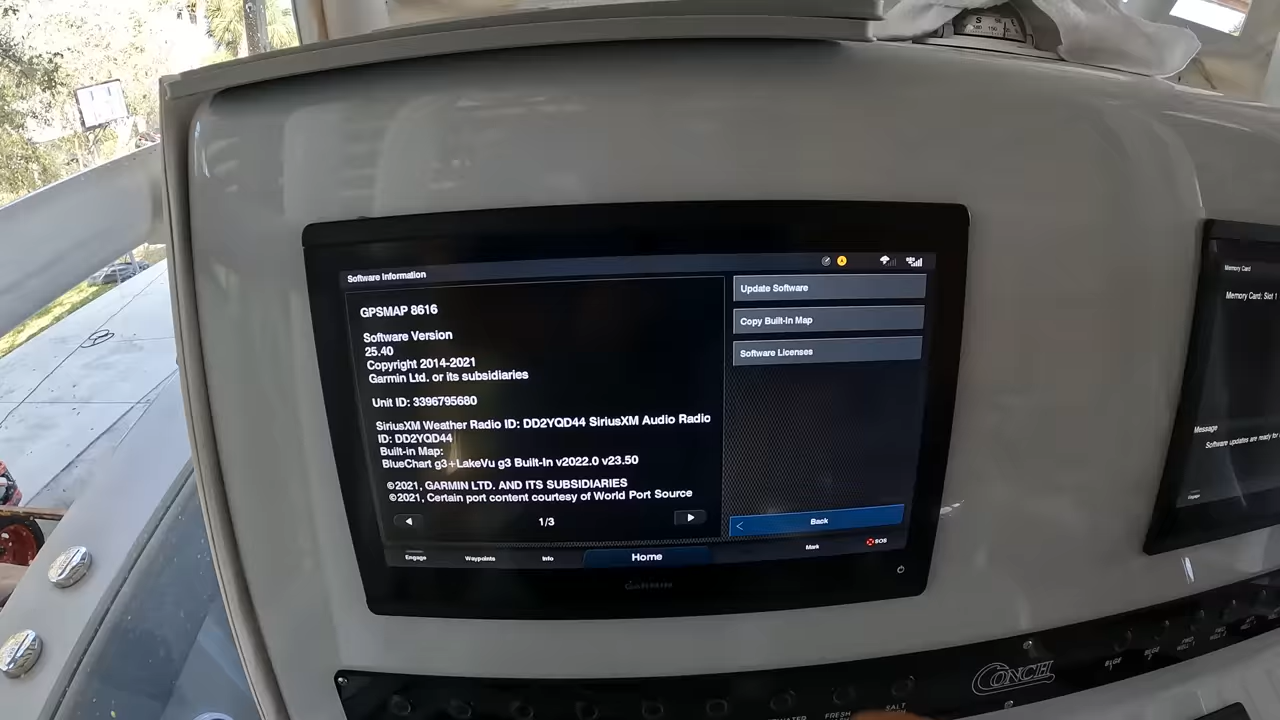 S
Software Information
GPSMAP 8616
Software Version
25.40
Copyright 2014-2021
Garmin Ltd. or its subsidiaries
Unit ID: 3396795680
SiriusXM Weather Radio ID: DD2YQD44 SiriusXM Audio Radio
ID: DD2YQD44
Built-in Map:
BlueChart g3+LakeVu g3 Built-In v2022.0 v23.50
©2021, GARMIN LTD. AND ITS SUBSIDIARIES
©2021, Certain port content courtesy of World Port Source
1/3
Update Software
Copy Built-In Map
Software Licenses
< Back
Engage
Waypoints
Info
Home
Mark
SOS
GARMIN
Memory Card
Memory Card: Slot 1
Message
Software updates are ready for
Engage
CONCH
FRESH
SALT